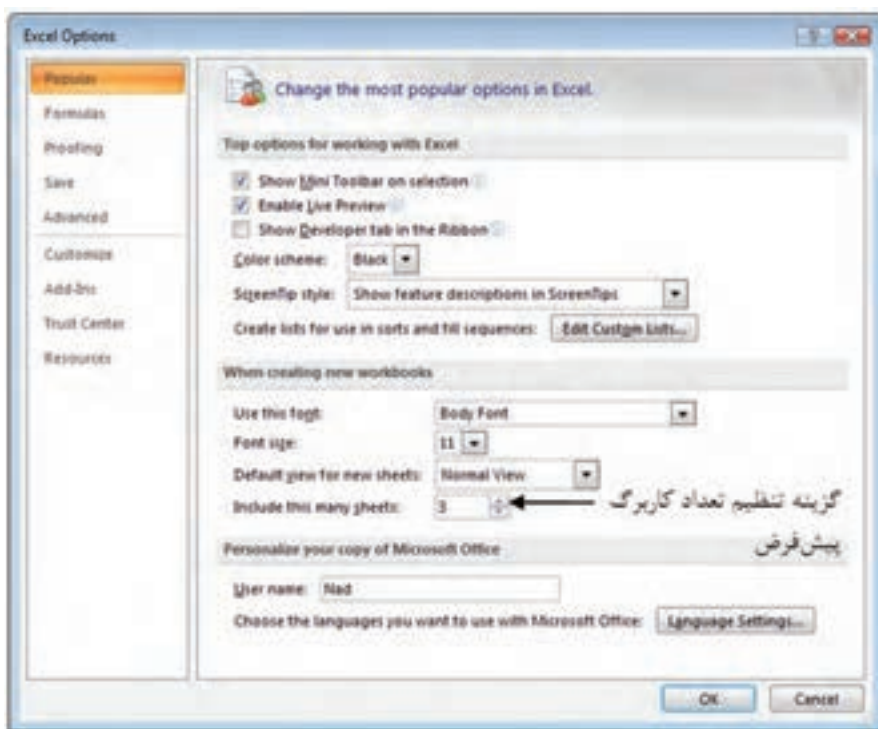 Excel Options
Popular
Formulas
Proofing
Save
Advanced
Customize
Add-Ins
Trust Center
Resources
Change the most popular options in Excel.
Top options for working with Excel
Show Mini Toolbar on selection
Enable Live Preview
Show Developer tab in the Ribbon
Color scheme: Black
ScreenTip style: Show feature descriptions in ScreenTips
Create lists for use in sorts and fill sequences: Edit Custom Lists...
When creating new workbooks
Use this font: Body Font
Font size: 11
Default view for new sheets: Normal View
Include this many sheets: 3
گزینه تنظیم تعداد کاربرگ
پیش‌فرض
Personalize your copy of Microsoft Office
User name: Nad
Choose the languages you want to use with Microsoft Office: Language Settings...
OK Cancel